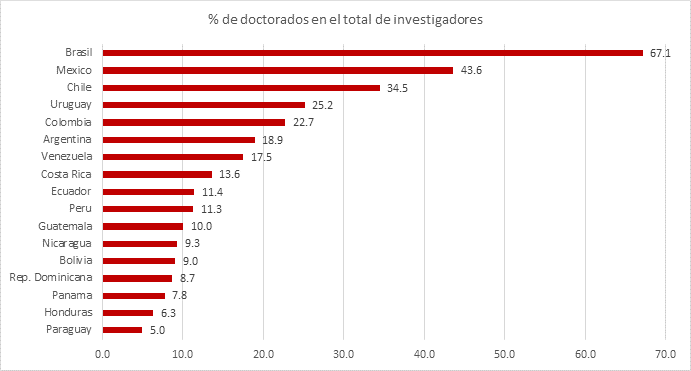 % de doctorados en el total de investigadores
Brasil 67.1
Mexico 43.6
Chile 34.5
Uruguay 25.2
Colombia 22.7
Argentina 18.9
Venezuela 17.5
Costa Rica 13.6
Ecuador 11.4
Peru 11.3
Guatemala 10.0
Nicaragua 9.3
Bolivia 9.0
Rep. Dominicana 8.7
Panama 7.8
Honduras 6.3
Paraguay 5.0
0.0 10.0 20.0 30.0 40.0 50.0 60.0 70.0